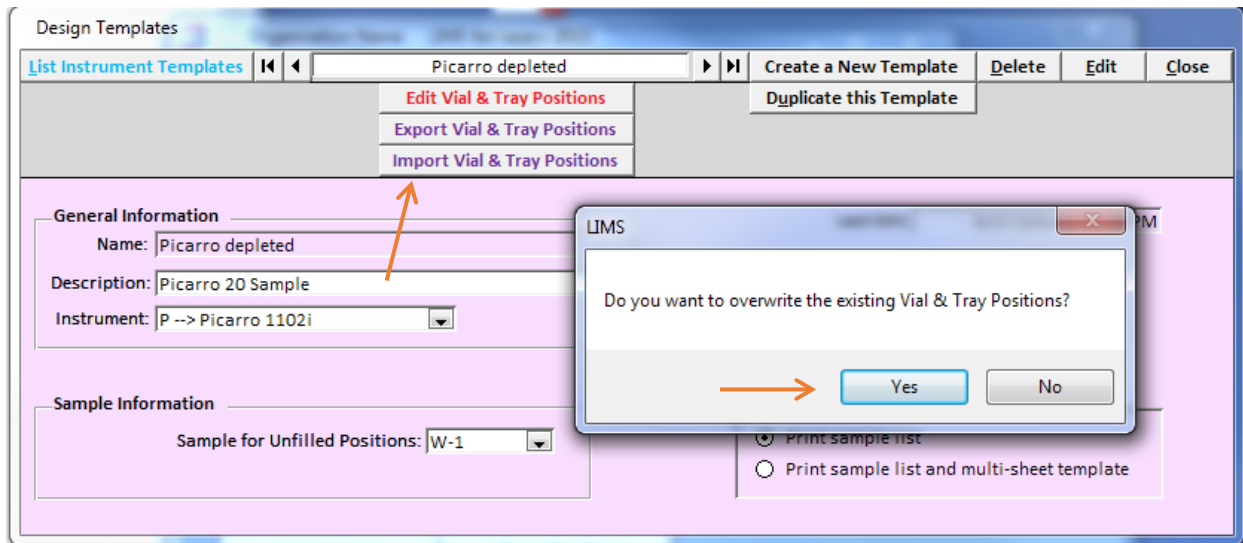 Design Templates
List Instrument Templates Picarro depleted Create a New Template Delete Edit Close
Edit Vial & Tray Positions Duplicate this Template
Export Vial & Tray Positions
Import Vial & Tray Positions
General Information
Name: Picarro depleted
PM
Description: Picarro 20 Sample
Instrument: P --> Picarro 1102i
LIMS
Do you want to overwrite the existing Vial & Tray Positions?
Yes No
Sample Information
Sample for Unfilled Positions: W-1
Print sample list
Print sample list and multi-sheet template